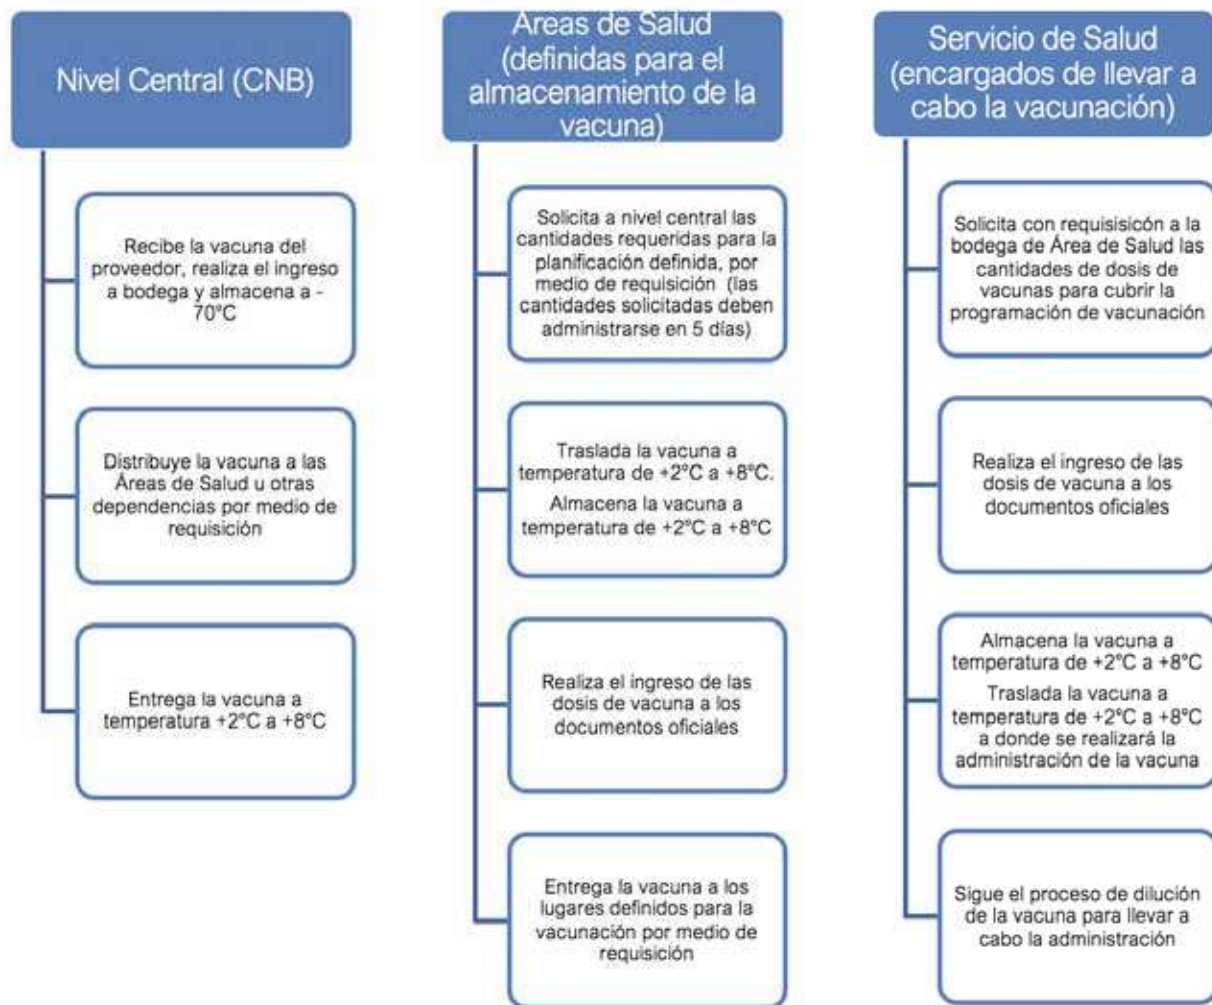 Nivel Central (CNB)
Recibe la vacuna del
proveedor, realiza el ingreso
a bodega y almacena a -
70°C
Distribuye la vacuna a las
Áreas de Salud u otras
dependencias por medio de
requisición
Entrega la vacuna a
temperatura +2°C a +8°C
Áreas de Salud
(definidas para el
almacenamiento de la
vacuna)
Solicita a nivel central las
cantidades requeridas para la
planificación definida, por
medio de requisición (las
cantidades solicitadas deben
administrarse en 5 días)
Traslada la vacuna a
temperatura de +2°C a +8°C.
Almacena la vacuna a
temperatura de +2°C a +8°C
Realiza el ingreso de las
dosis de vacuna a los
documentos oficiales
Entrega la vacuna a los
lugares definidos para la
vacunación por medio de
requisición
Servicio de Salud
(encargados de llevar a
cabo la vacunación)
Solicita con requisisicón a la
bodega de Área de Salud las
cantidades de dosis de
vacunas para cubrir la
programación de vacunación
Realiza el ingreso de las
dosis de vacuna a los
documentos oficiales
Almacena la vacuna a
temperatura de +2°C a +8°C
Traslada la vacuna a
temperatura de +2°C a +8°C
a donde se realizará la
administración de la vacuna
Sigue el proceso de dilución
de la vacuna para llevar a
cabo la administración